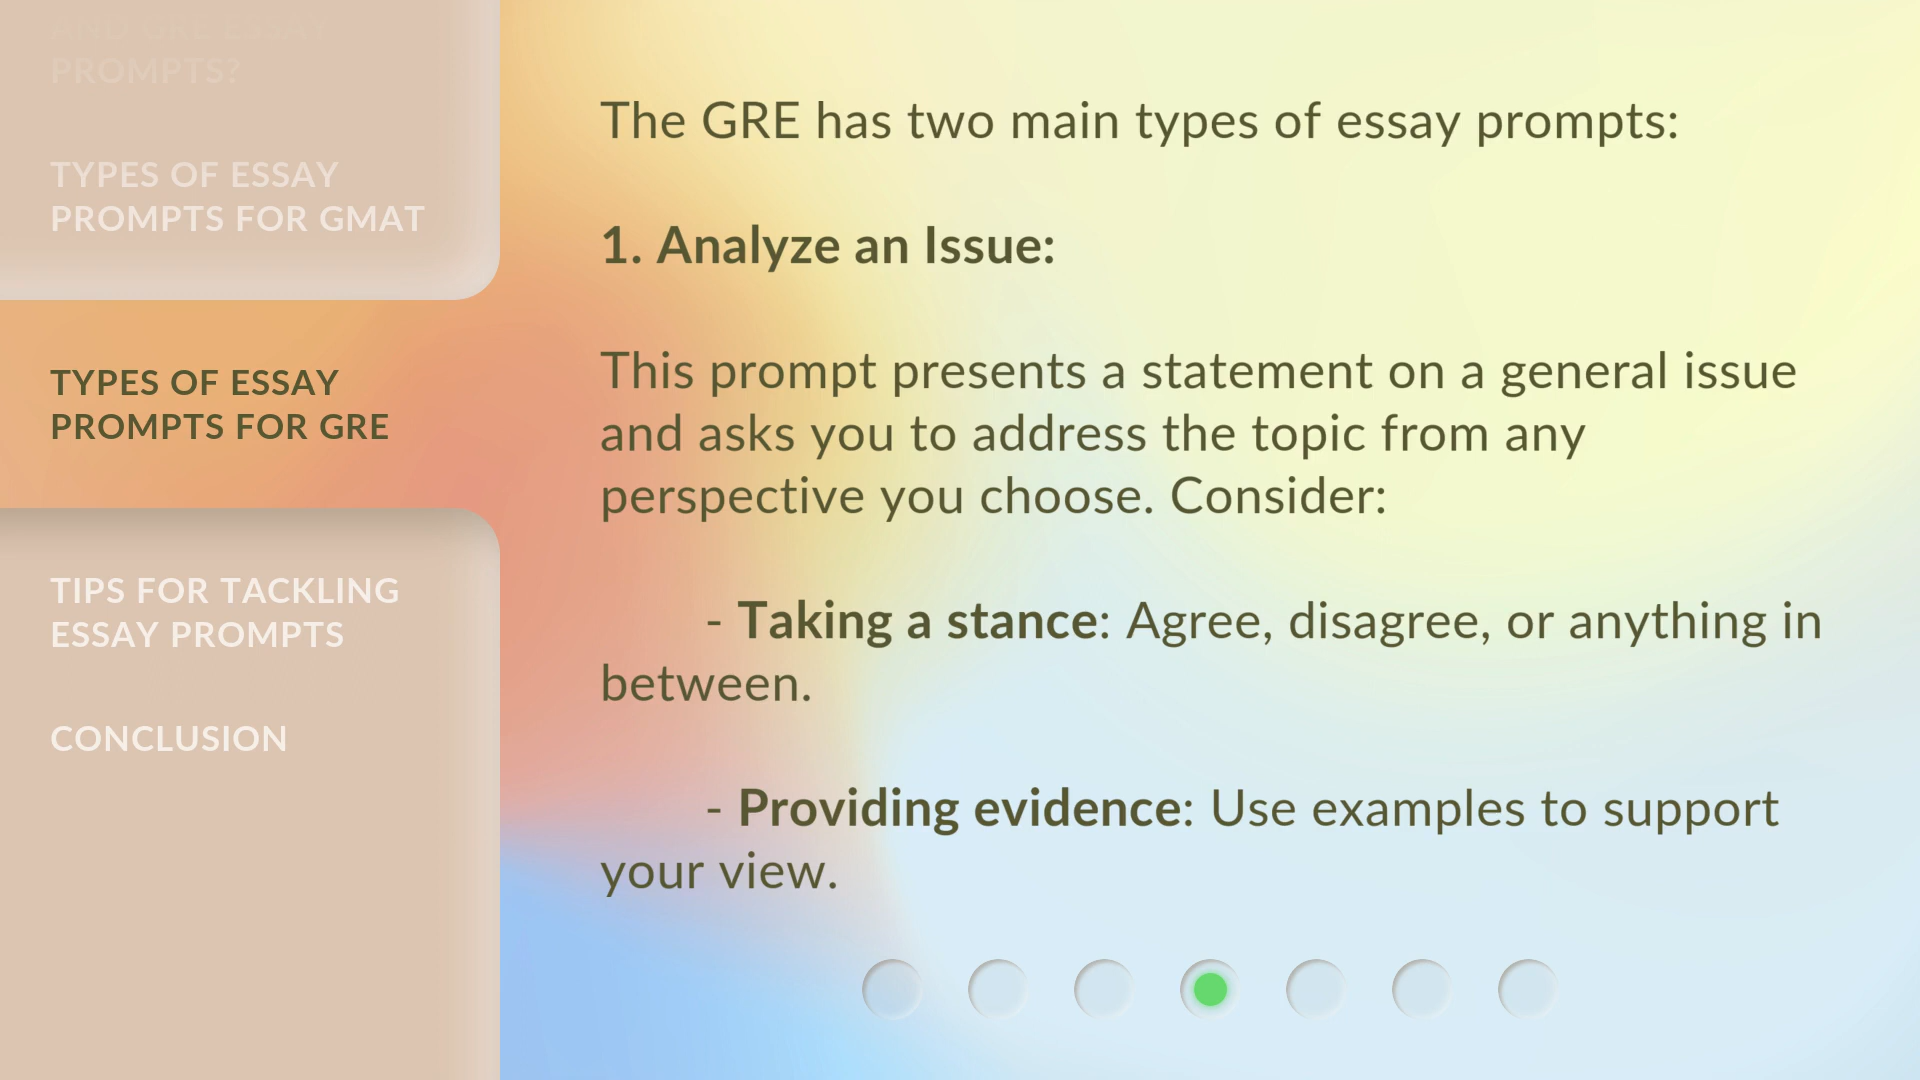 AND GRE ESSAY
PROMPTS?
TYPES OF ESSAY
PROMPTS FOR GMAT
TYPES OF ESSAY
PROMPTS FOR GRE
TIPS FOR TACKLING
ESSAY PROMPTS
CONCLUSION
The GRE has two main types of essay prompts:
1. Analyze an Issue:
This prompt presents a statement on a general issue
and asks you to address the topic from any
perspective you choose. Consider:
- Taking a stance: Agree, disagree, or anything in
between.
- Providing evidence: Use examples to support
your view.